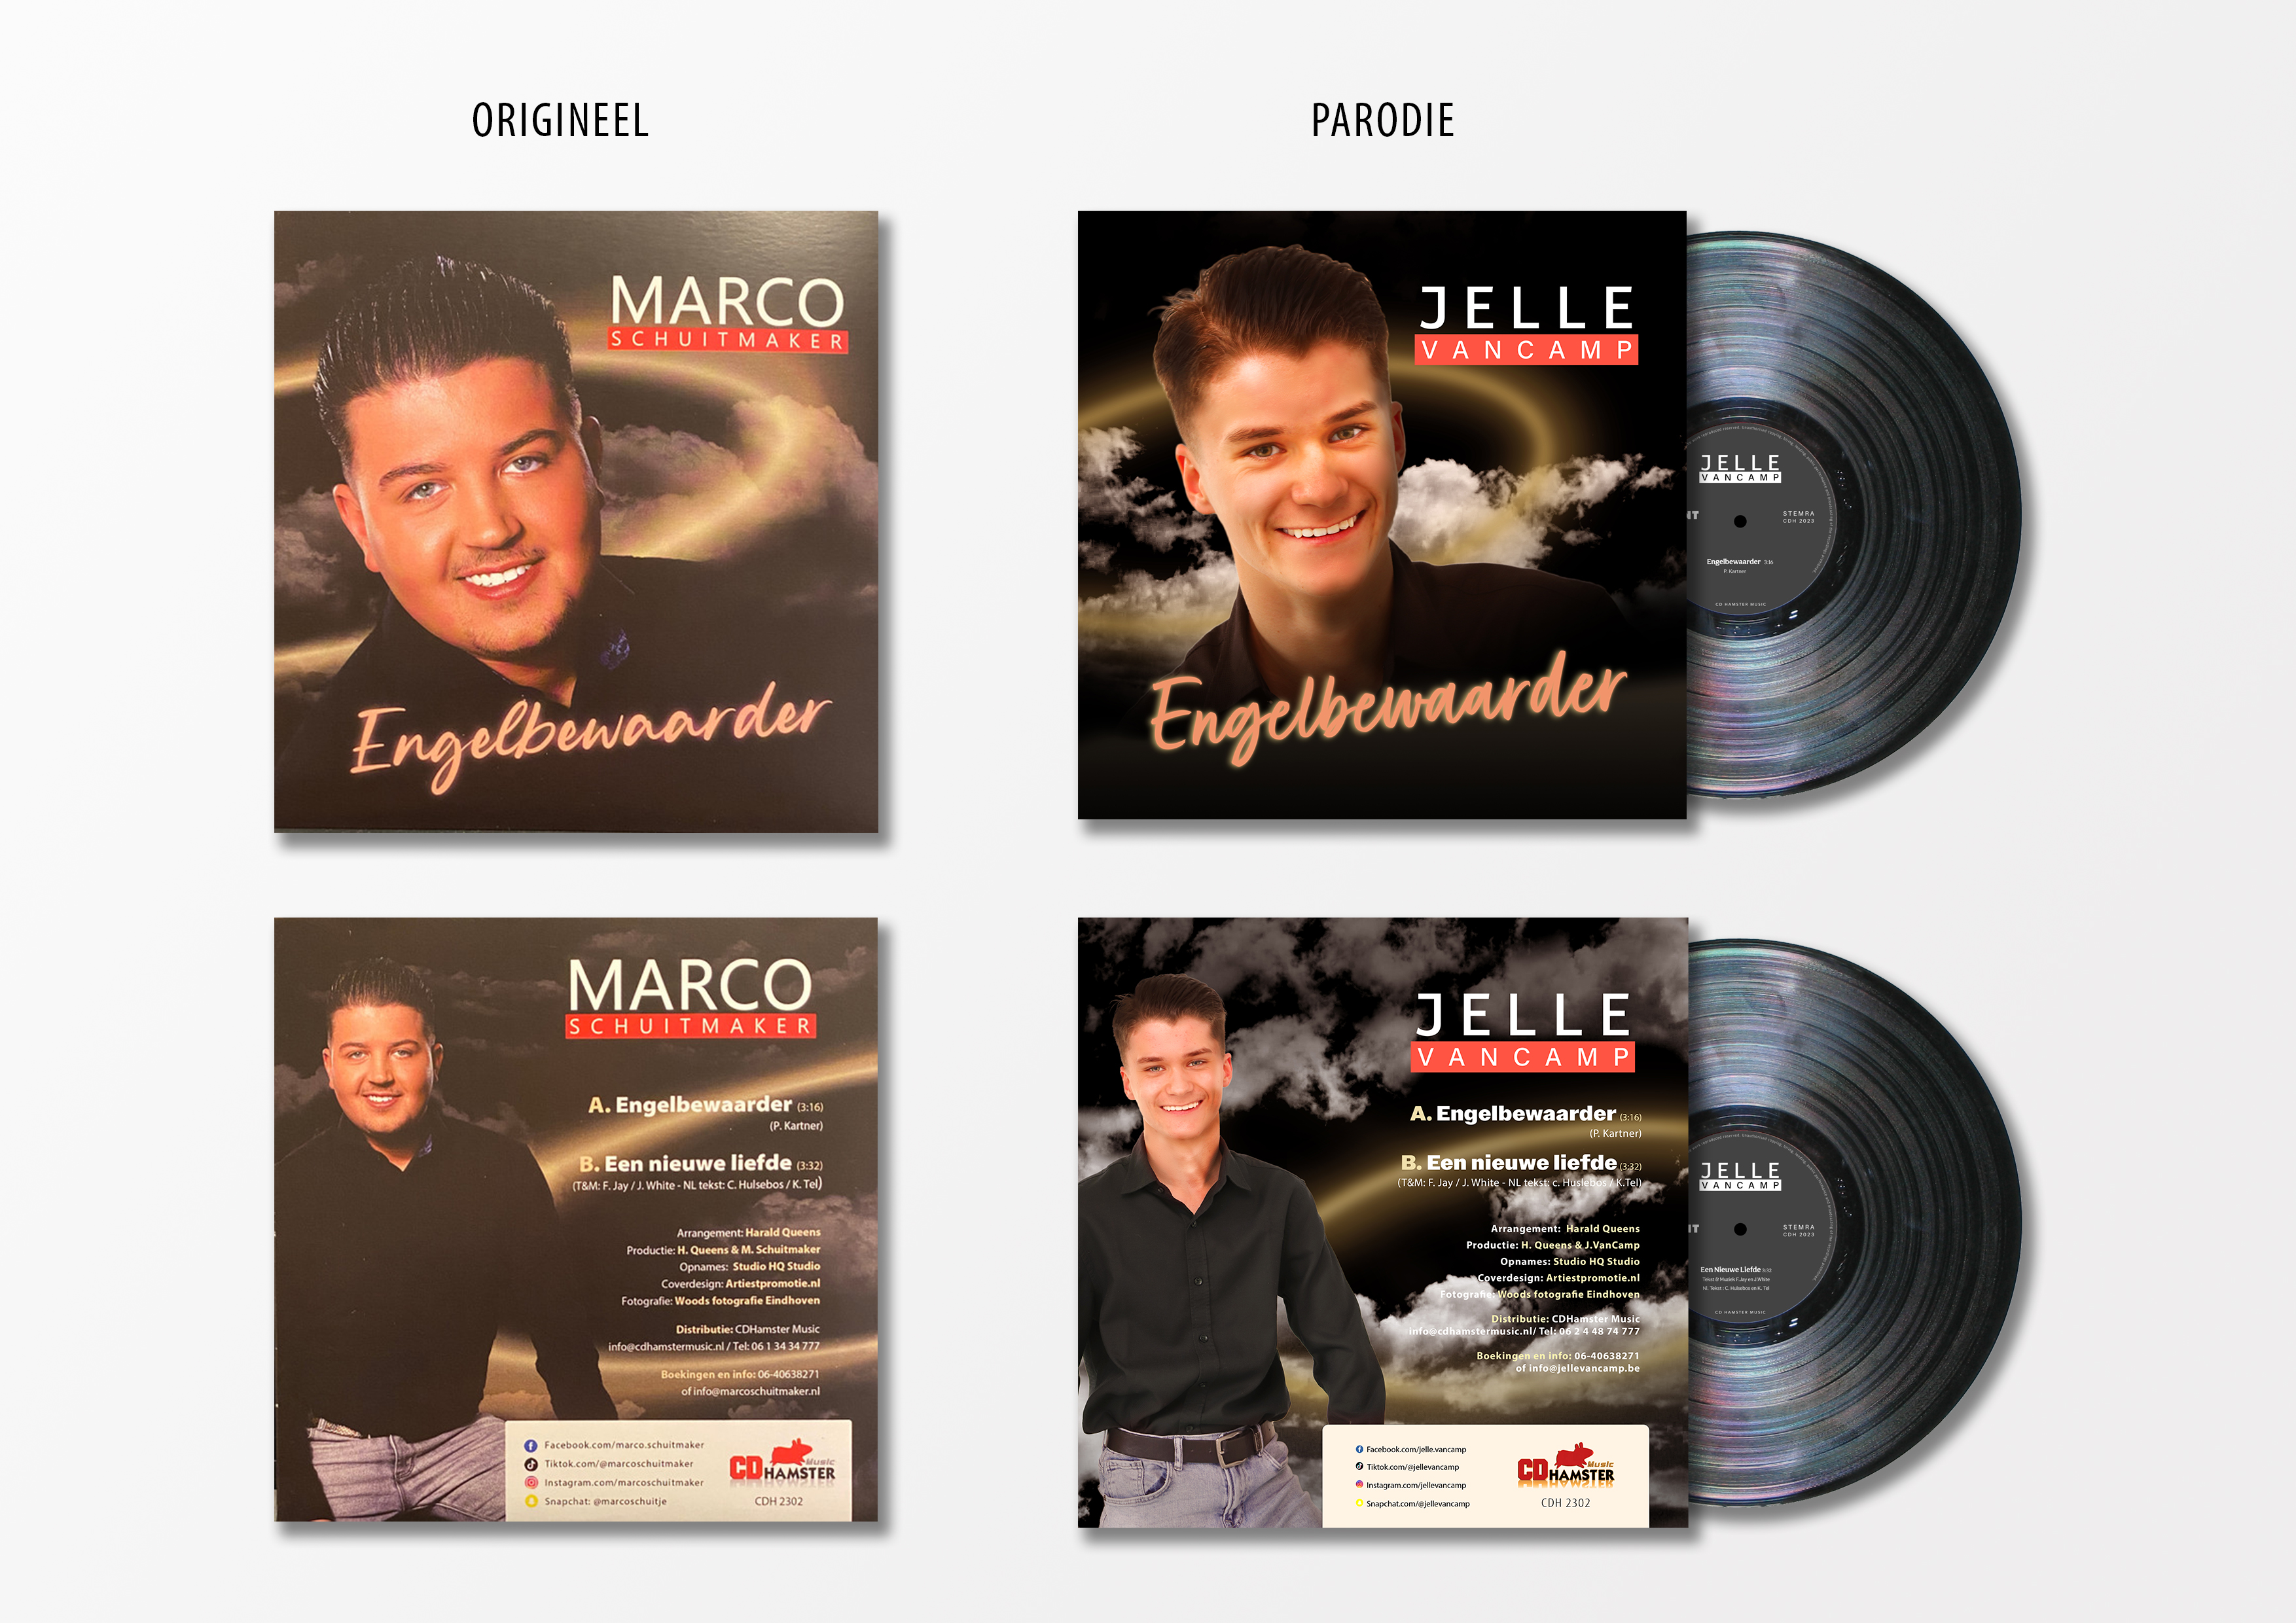 ORIGINEEL
PARODIE
MARCO
SCHUITMAKER
Engelbewaarder
JELLE
VANCAMP
Engelbewaarder
JELLE
VANCAMP
STEMRA
CDH 2023
Engelbewaarder 3:16
P. Kartner
CD HAMSTER MUSIC
MARCO
SCHUITMAKER
A. Engelbewaarder (3:16)
(P. Kartner)
B. Een nieuwe liefde (3:32)
(T&M: F. Jay / J. White - NL tekst: C. Hulsebos / K. Tel)
Arrangement: Harald Queens
Productie: H. Queens & M. Schuitmaker
Opnames: Studio HQ Studio
Coverdesign: Artiestpromotie.nl
Fotografie: Woods fotografie Eindhoven
Distributie: CDHamster Music
info@cdhamstermusic.nl / Tel: 06 1 34 34 777
Boekingen en info: 06-40638271
of info@marcoschuitmaker.nl
Facebook.com/marco.schuitmaker
Tiktok.com/@marcoschuitmaker
Instagram.com/marcoschuitmaker
Snapchat: @marcoschuitje
CD HAMSTER Music
CDH 2302
JELLE
VANCAMP
A. Engelbewaarder (3:16)
(P. Kartner)
B. Een nieuwe liefde (3:32)
(T&M: F. Jay / J. White - NL tekst: c. Huslebos / K.Tel)
Arrangement: Harald Queens
Productie: H. Queens & J.VanCamp
Opnames: Studio HQ Studio
Coverdesign: Artiestpromotie.nl
Fotografie: Woods fotografie Eindhoven
Distributie: CDHamster Music
info@cdhamstermusic.nl/ Tel: 06 2 4 48 74 777
Boekingen en info: 06-40638271
of info@jellevancamp.be
Facebook.com/jelle.vancamp
Tiktok.com/@jellevancamp
Instagram.com/jellevancamp
Snapchat.com/@jellevancamp
CD HAMSTER Music
CDH 2302
JELLE
VANCAMP
STEMRA
CDH 2023
Een Nieuwe Liefde 3:32
Tekst & Muziek F.Jay en J.White
Nl. Tekst : C. Hulsebos en K. Tel
CD HAMSTER MUSIC